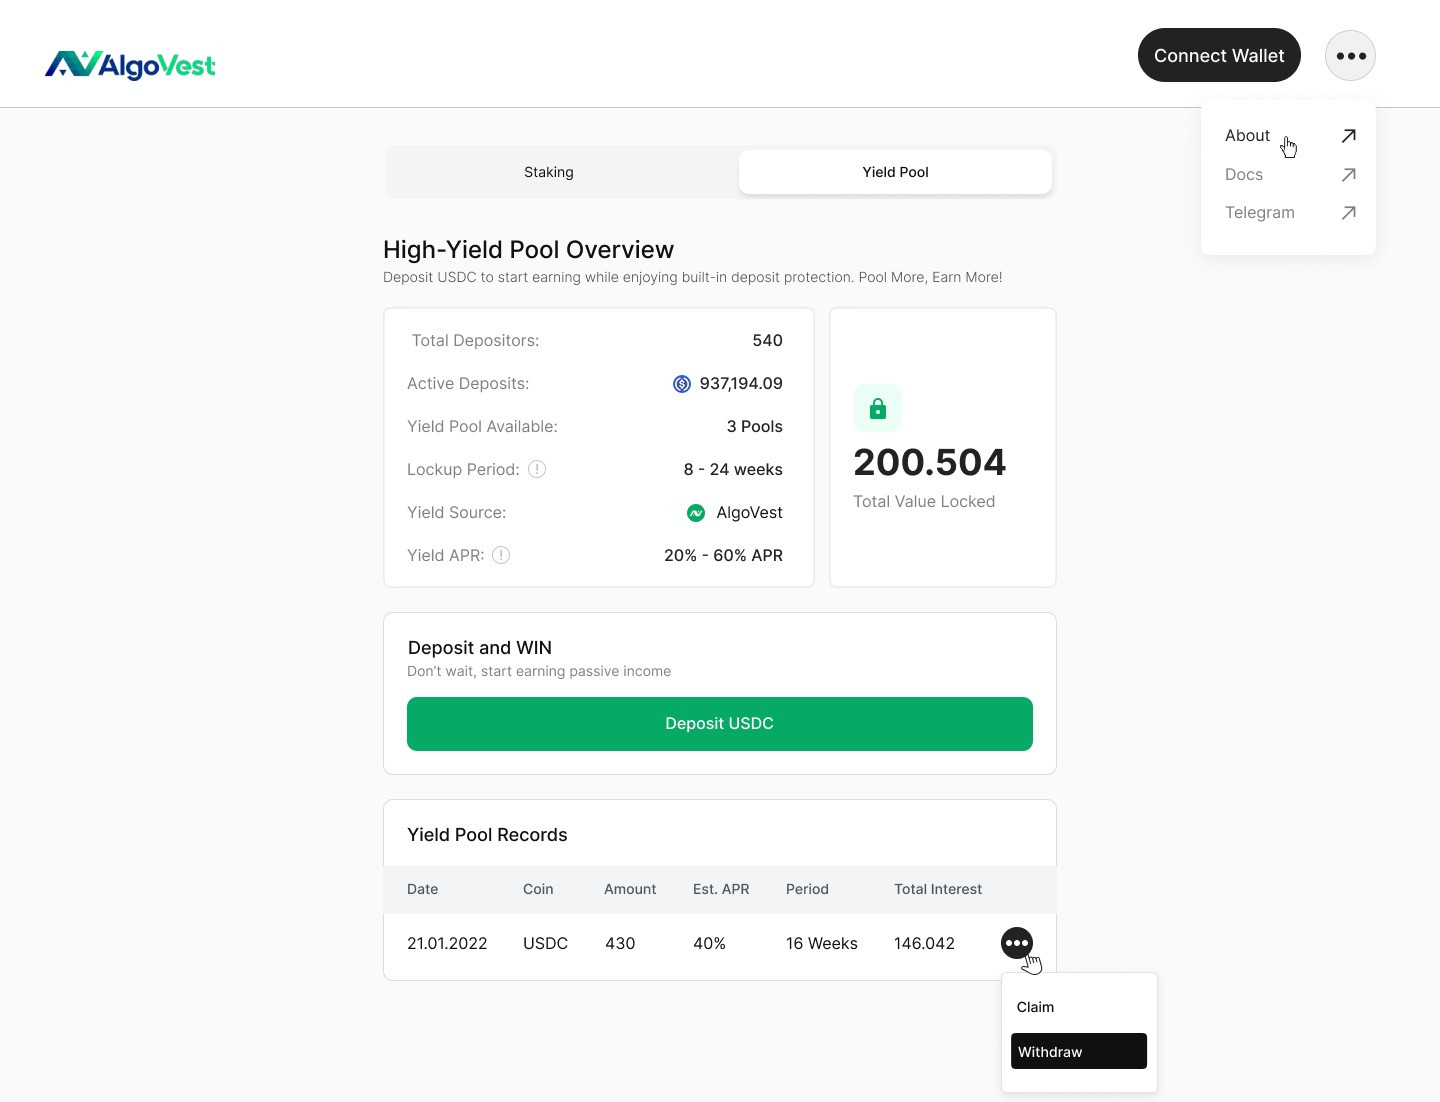 AlgoVest
Connect Wallet
About
Docs
Telegram
Staking
Yield Pool
High-Yield Pool Overview
Deposit USDC to start earning while enjoying built-in deposit protection. Pool More, Earn More!
Total Depositors: 540
Active Deposits: 937,194.09
Yield Pool Available: 3 Pools
Lockup Period: 8 - 24 weeks
Yield Source: AlgoVest
Yield APR: 20% - 60% APR
200.504
Total Value Locked
Deposit and WIN
Don't wait, start earning passive income
Deposit USDC
Yield Pool Records
Date Coin Amount Est. APR Period Total Interest
21.01.2022 USDC 430 40% 16 Weeks 146.042
Claim
Withdraw